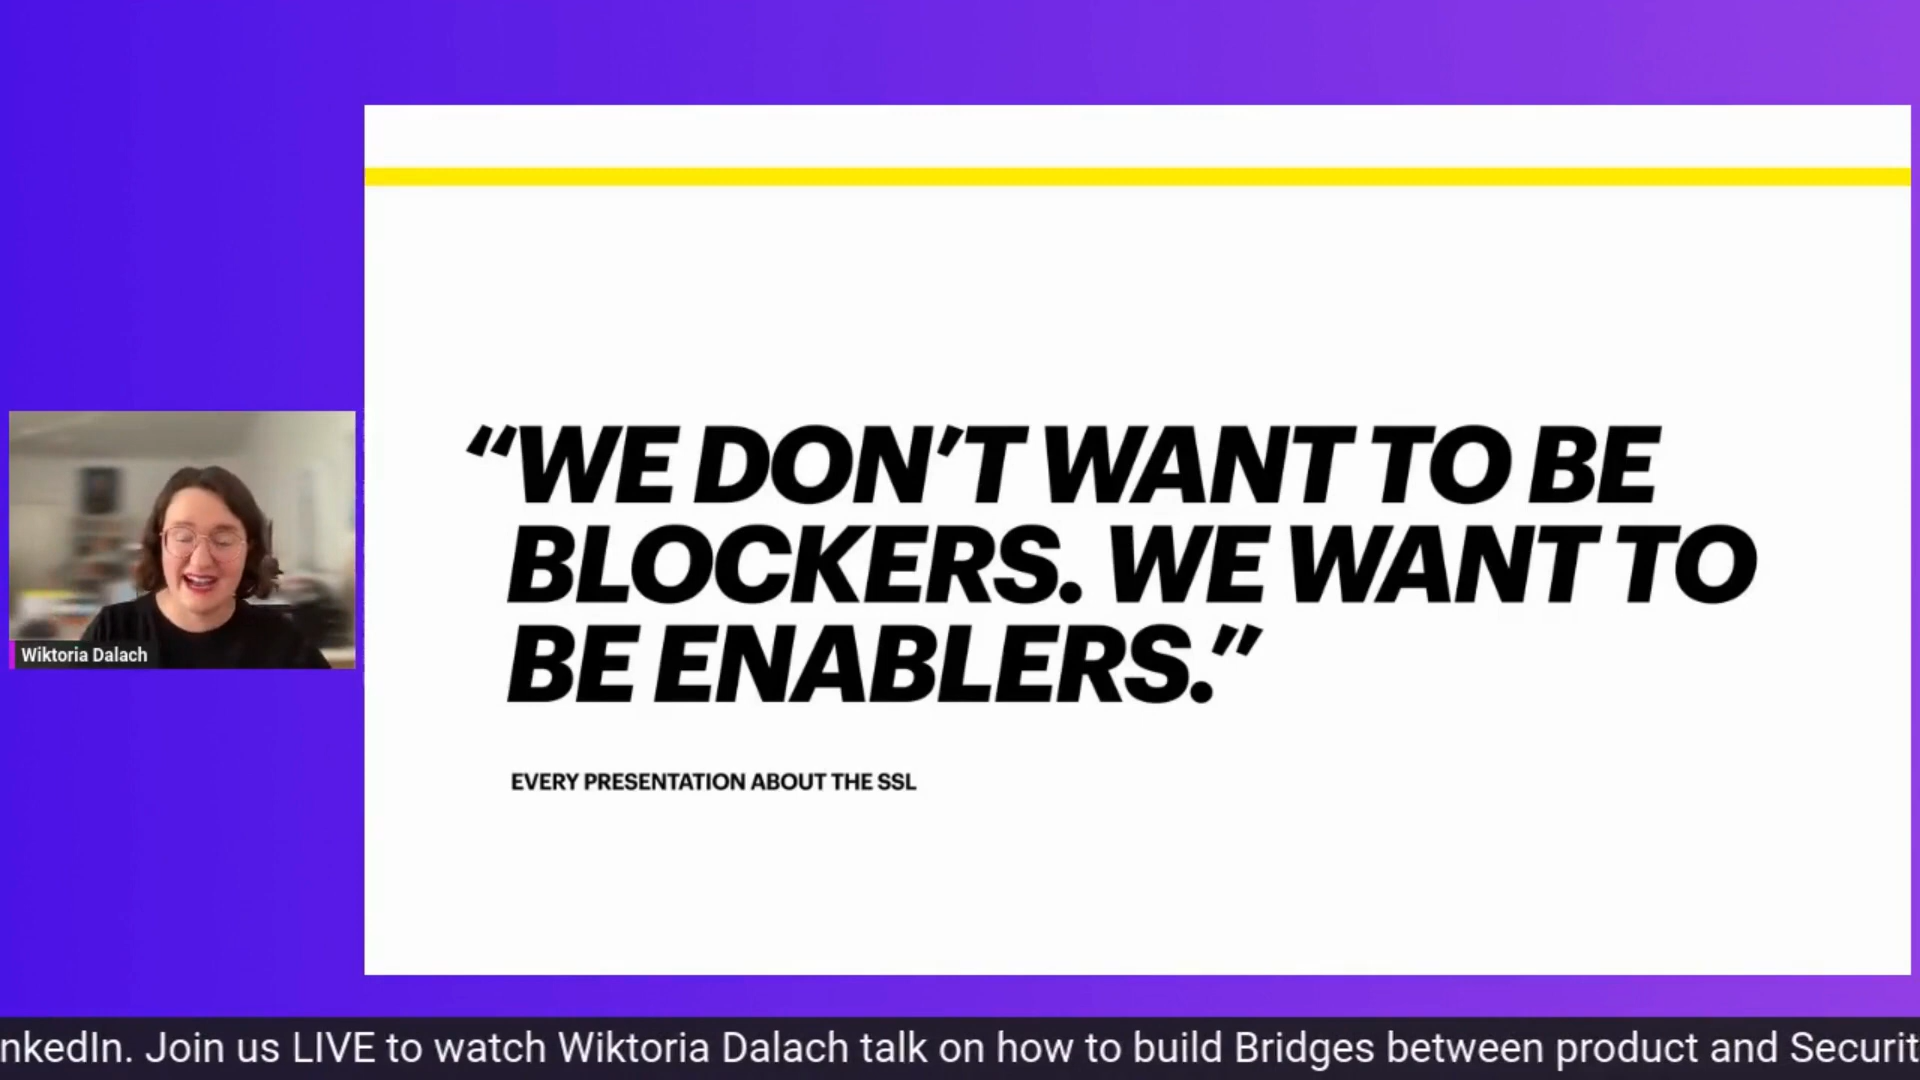 “WE DON’T WANT TO BE
BLOCKERS. WE WANT TO
BE ENABLERS.”
EVERY PRESENTATION ABOUT THE SSL
Wiktoria Dalach
nkedIn. Join us LIVE to watch Wiktoria Dalach talk on how to build Bridges between product and Securit